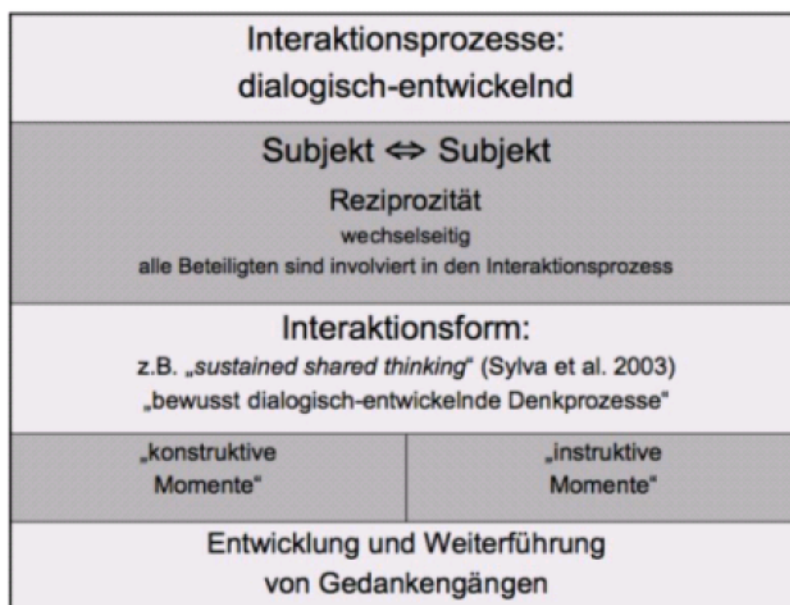 Interaktionsprozesse:
dialogisch-entwickelnd
Subjekt ⇔ Subjekt
Reziprozität
wechselseitig
alle Beteiligten sind involviert in den Interaktionsprozess
Interaktionsform:
z.B. „sustained shared thinking“ (Sylva et al. 2003)
„bewusst dialogisch-entwickelnde Denkprozesse“
„konstruktive
Momente“
„instruktive
Momente“
Entwicklung und Weiterführung
von Gedankengängen